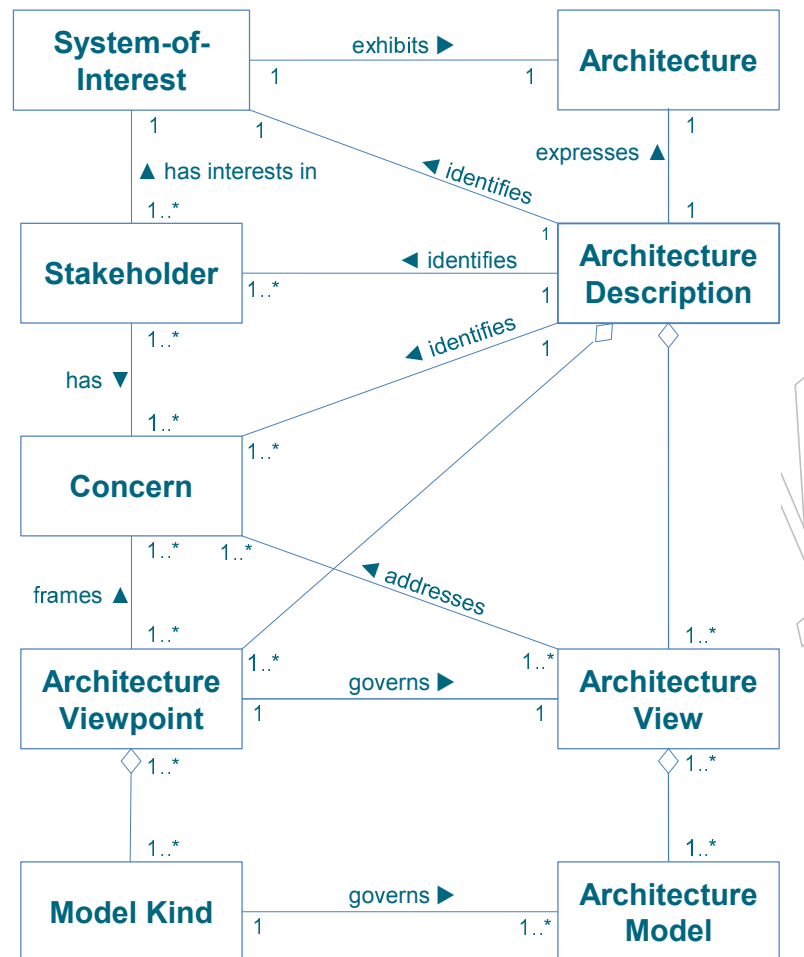 System-of-
Interest
exhibits ▶
1
1
Architecture
1
1
1
▲ has interests in
expresses ▲
◀ identifies
1..*
1
1
Stakeholder
◀ identifies
1..*
1
Architecture
Description
1..*
◀ identifies
1
has ▼
1..*
1..*
Concern
1..*
1..*
◀ addresses
frames ▲
1..*
1..*
1..*
1..*
Architecture
Viewpoint
governs ▶
1
1
Architecture
View
1..*
1..*
1..*
1..*
Model Kind
governs ▶
1
1..*
Architecture
Model